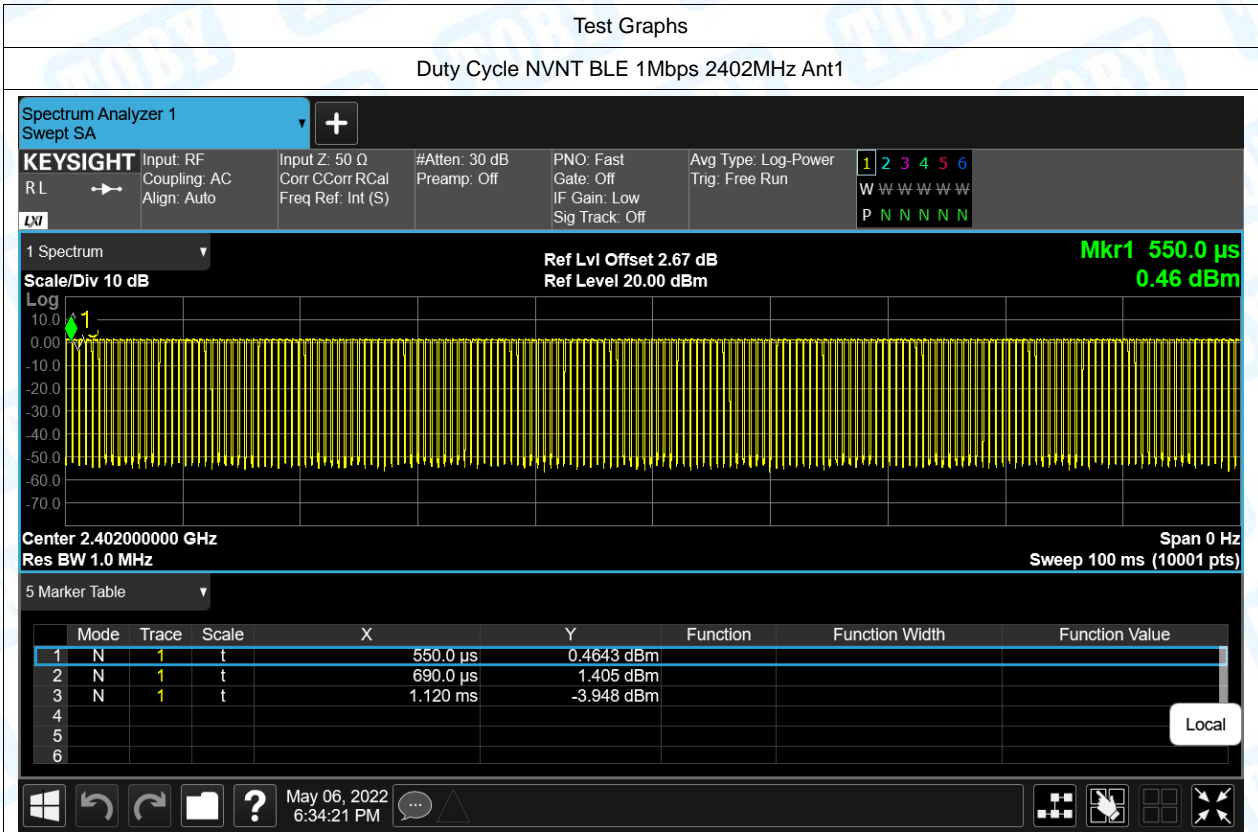 Test Graphs
Duty Cycle NVNT BLE 1Mbps 2402MHz Ant1
Spectrum Analyzer 1
Swept SA
KEYSIGHT
R L
LXI
Input: RF
Coupling: AC
Align: Auto
Input Z: 50 Ω
Corr CCorr RCal
Freq Ref: Int (S)
#Atten: 30 dB
Preamp: Off
PNO: Fast
Gate: Off
IF Gain: Low
Sig Track: Off
Avg Type: Log-Power
Trig: Free Run
1 2 3 4 5 6
W W W W W W
P N N N N N
1 Spectrum
Scale/Div 10 dB
Ref Lvl Offset 2.67 dB
Ref Level 20.00 dBm
Mkr1 550.0 µs
0.46 dBm
Log
10.0
0.00
-10.0
-20.0
-30.0
-40.0
-50.0
-60.0
-70.0
1
Center 2.402000000 GHz
Res BW 1.0 MHz
Span 0 Hz
Sweep 100 ms (10001 pts)
5 Marker Table
Mode Trace Scale X Y Function Function Width Function Value
1 N 1 t 550.0 µs 0.4643 dBm
2 N 1 t 690.0 µs 1.405 dBm
3 N 1 t 1.120 ms -3.948 dBm
4
5
6
Local
?
May 06, 2022
6:34:21 PM
TOBY